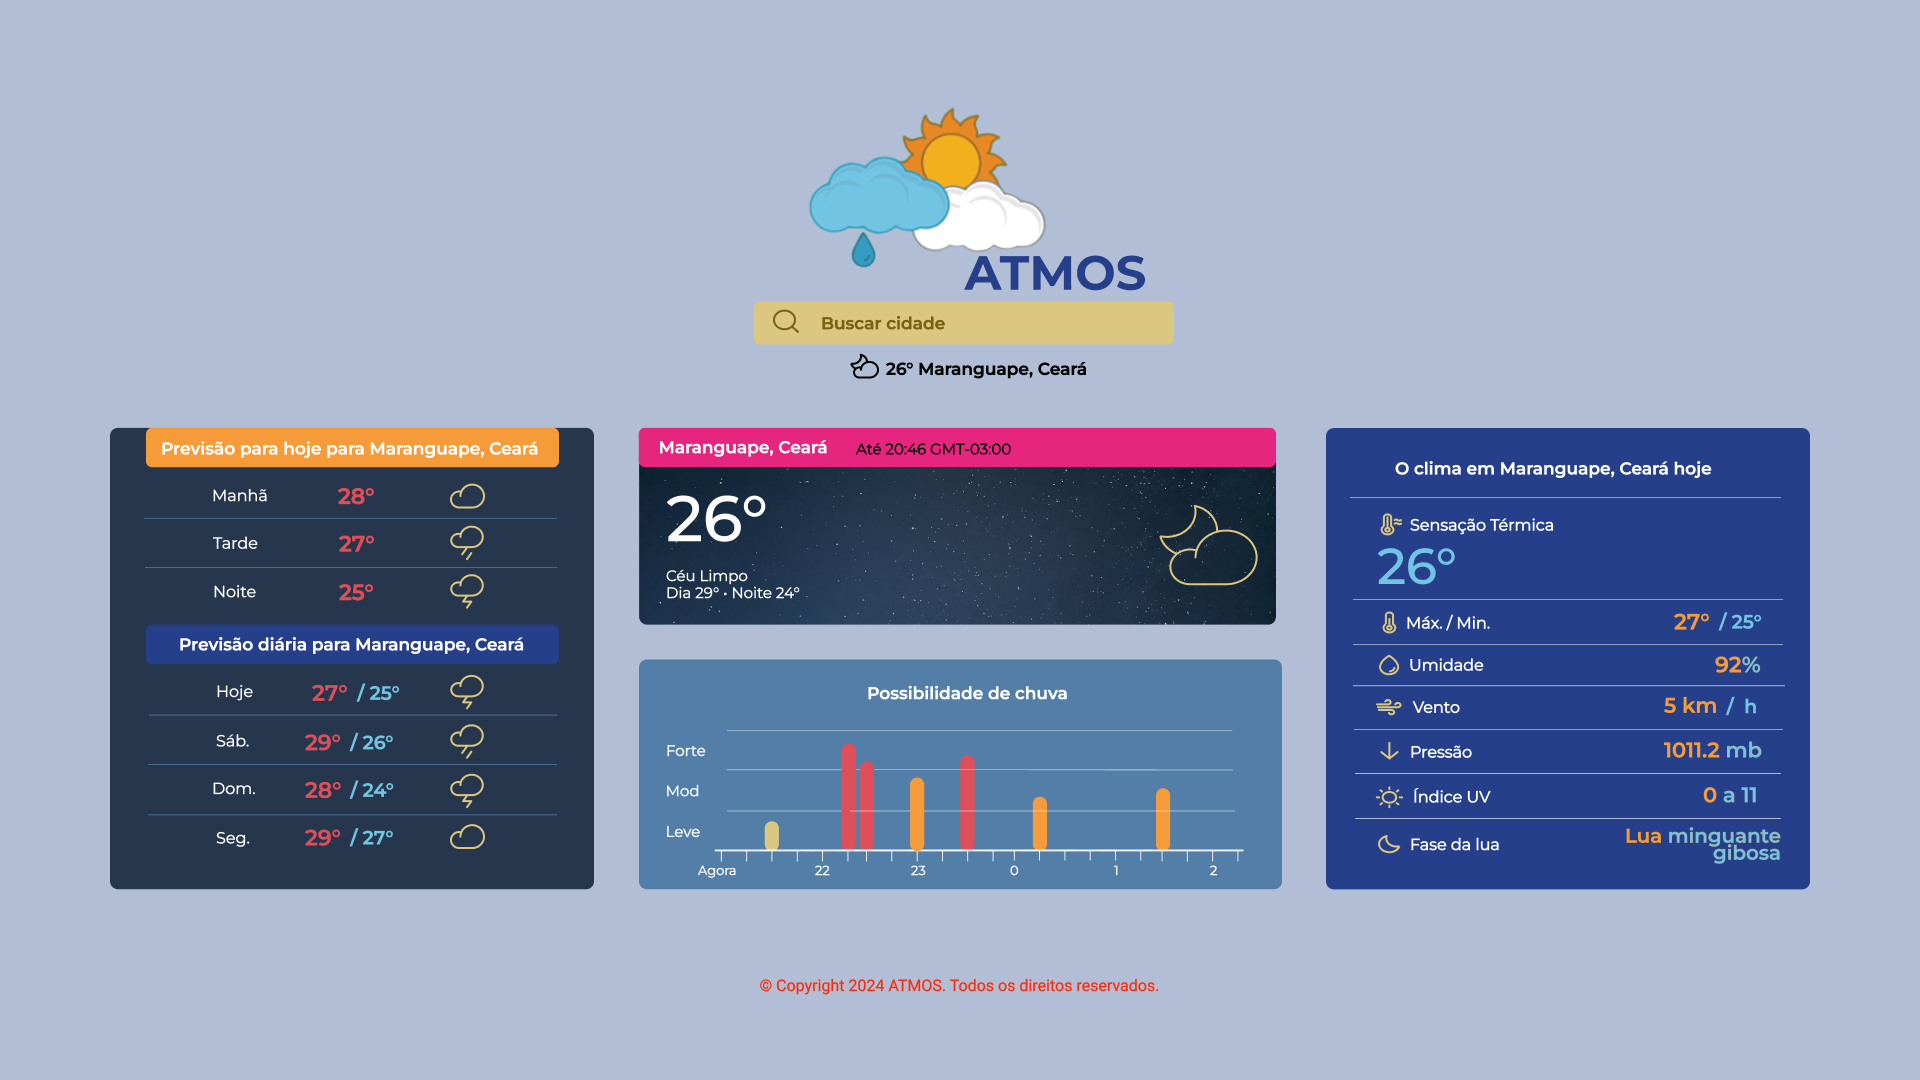 ATMOS
Buscar cidade
26° Maranguape, Ceará
Previsão para hoje para Maranguape, Ceará
Manhã 28°
Tarde 27°
Noite 25°
Previsão diária para Maranguape, Ceará
Hoje 27° / 25°
Sáb. 29° / 26°
Dom. 28° / 24°
Seg. 29° / 27°
Maranguape, Ceará Até 20:46 GMT-03:00
26°
Céu Limpo
Dia 29° • Noite 24°
Possibilidade de chuva
Forte
Mod
Leve
Agora 22 23 0 1 2
O clima em Maranguape, Ceará hoje
Sensação Térmica
26°
Máx. / Min. 27° / 25°
Umidade 92%
Vento 5 km / h
Pressão 1011.2 mb
Índice UV 0 a 11
Fase da lua Lua minguante
gibosa
© Copyright 2024 ATMOS. Todos os direitos reservados.